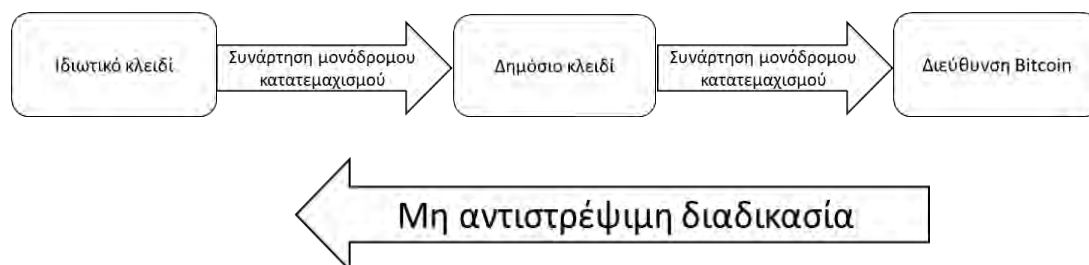 Ιδιωτικό κλειδί
Συνάρτηση μονόδρομου
κατατεμαχισμού
Δημόσιο κλειδί
Συνάρτηση μονόδρομου
κατατεμαχισμού
Διεύθυνση Bitcoin
Μη αντιστρέψιμη διαδικασία